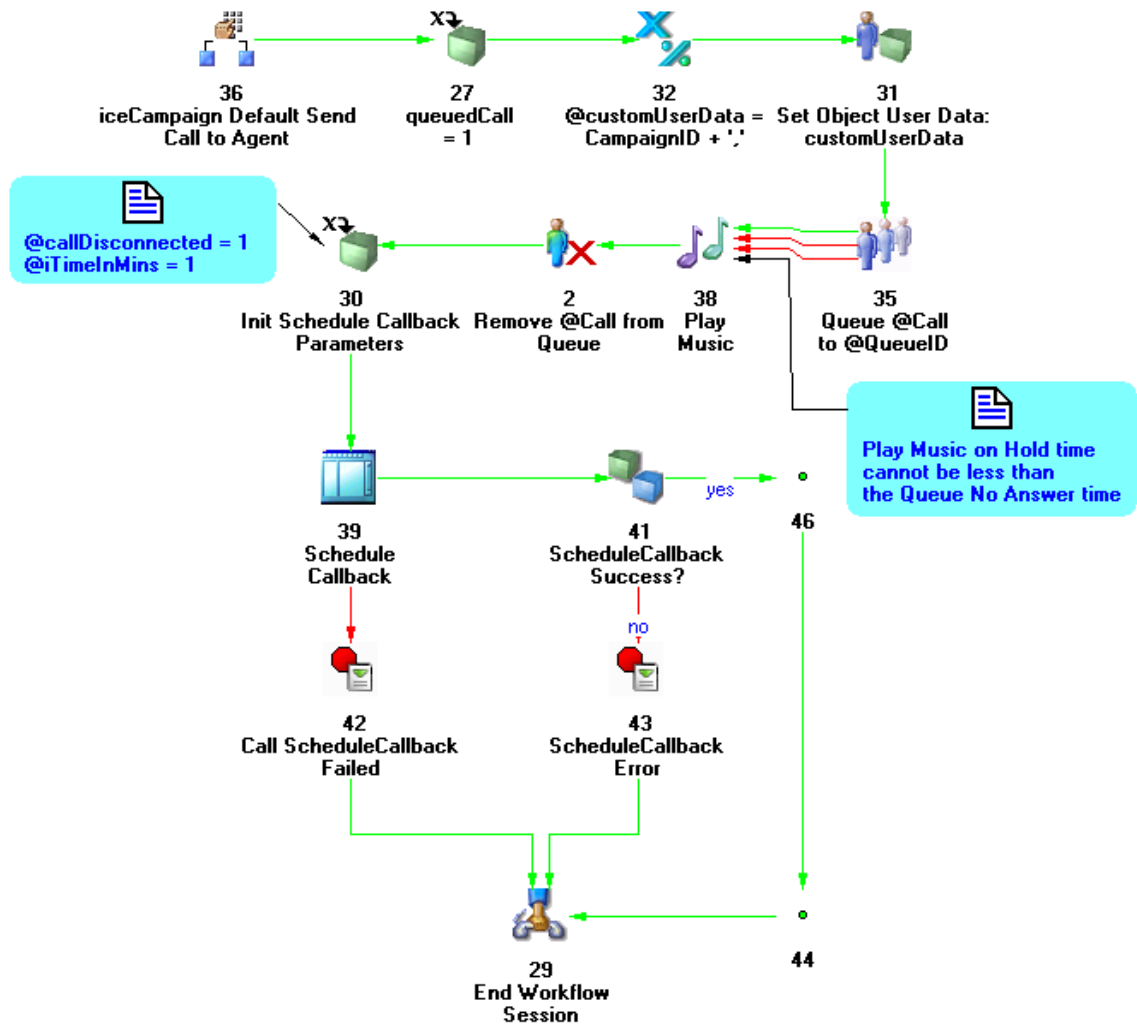 36
iceCampaign Default Send
Call to Agent
27
queuedCall
= 1
32
@customUserData =
CampaignID + ','
31
Set Object User Data:
customUserData
@callDisconnected = 1
@iTimeInMins = 1
30
Init Schedule Callback
Parameters
2
Remove @Call from
Queue
38
Play
Music
35
Queue @Call
to @QueueID
Play Music on Hold time
cannot be less than
the Queue No Answer time
39
Schedule
Callback
41
ScheduleCallback
Success?
yes
46
no
42
Call ScheduleCallback
Failed
43
ScheduleCallback
Error
29
End Workflow
Session
44